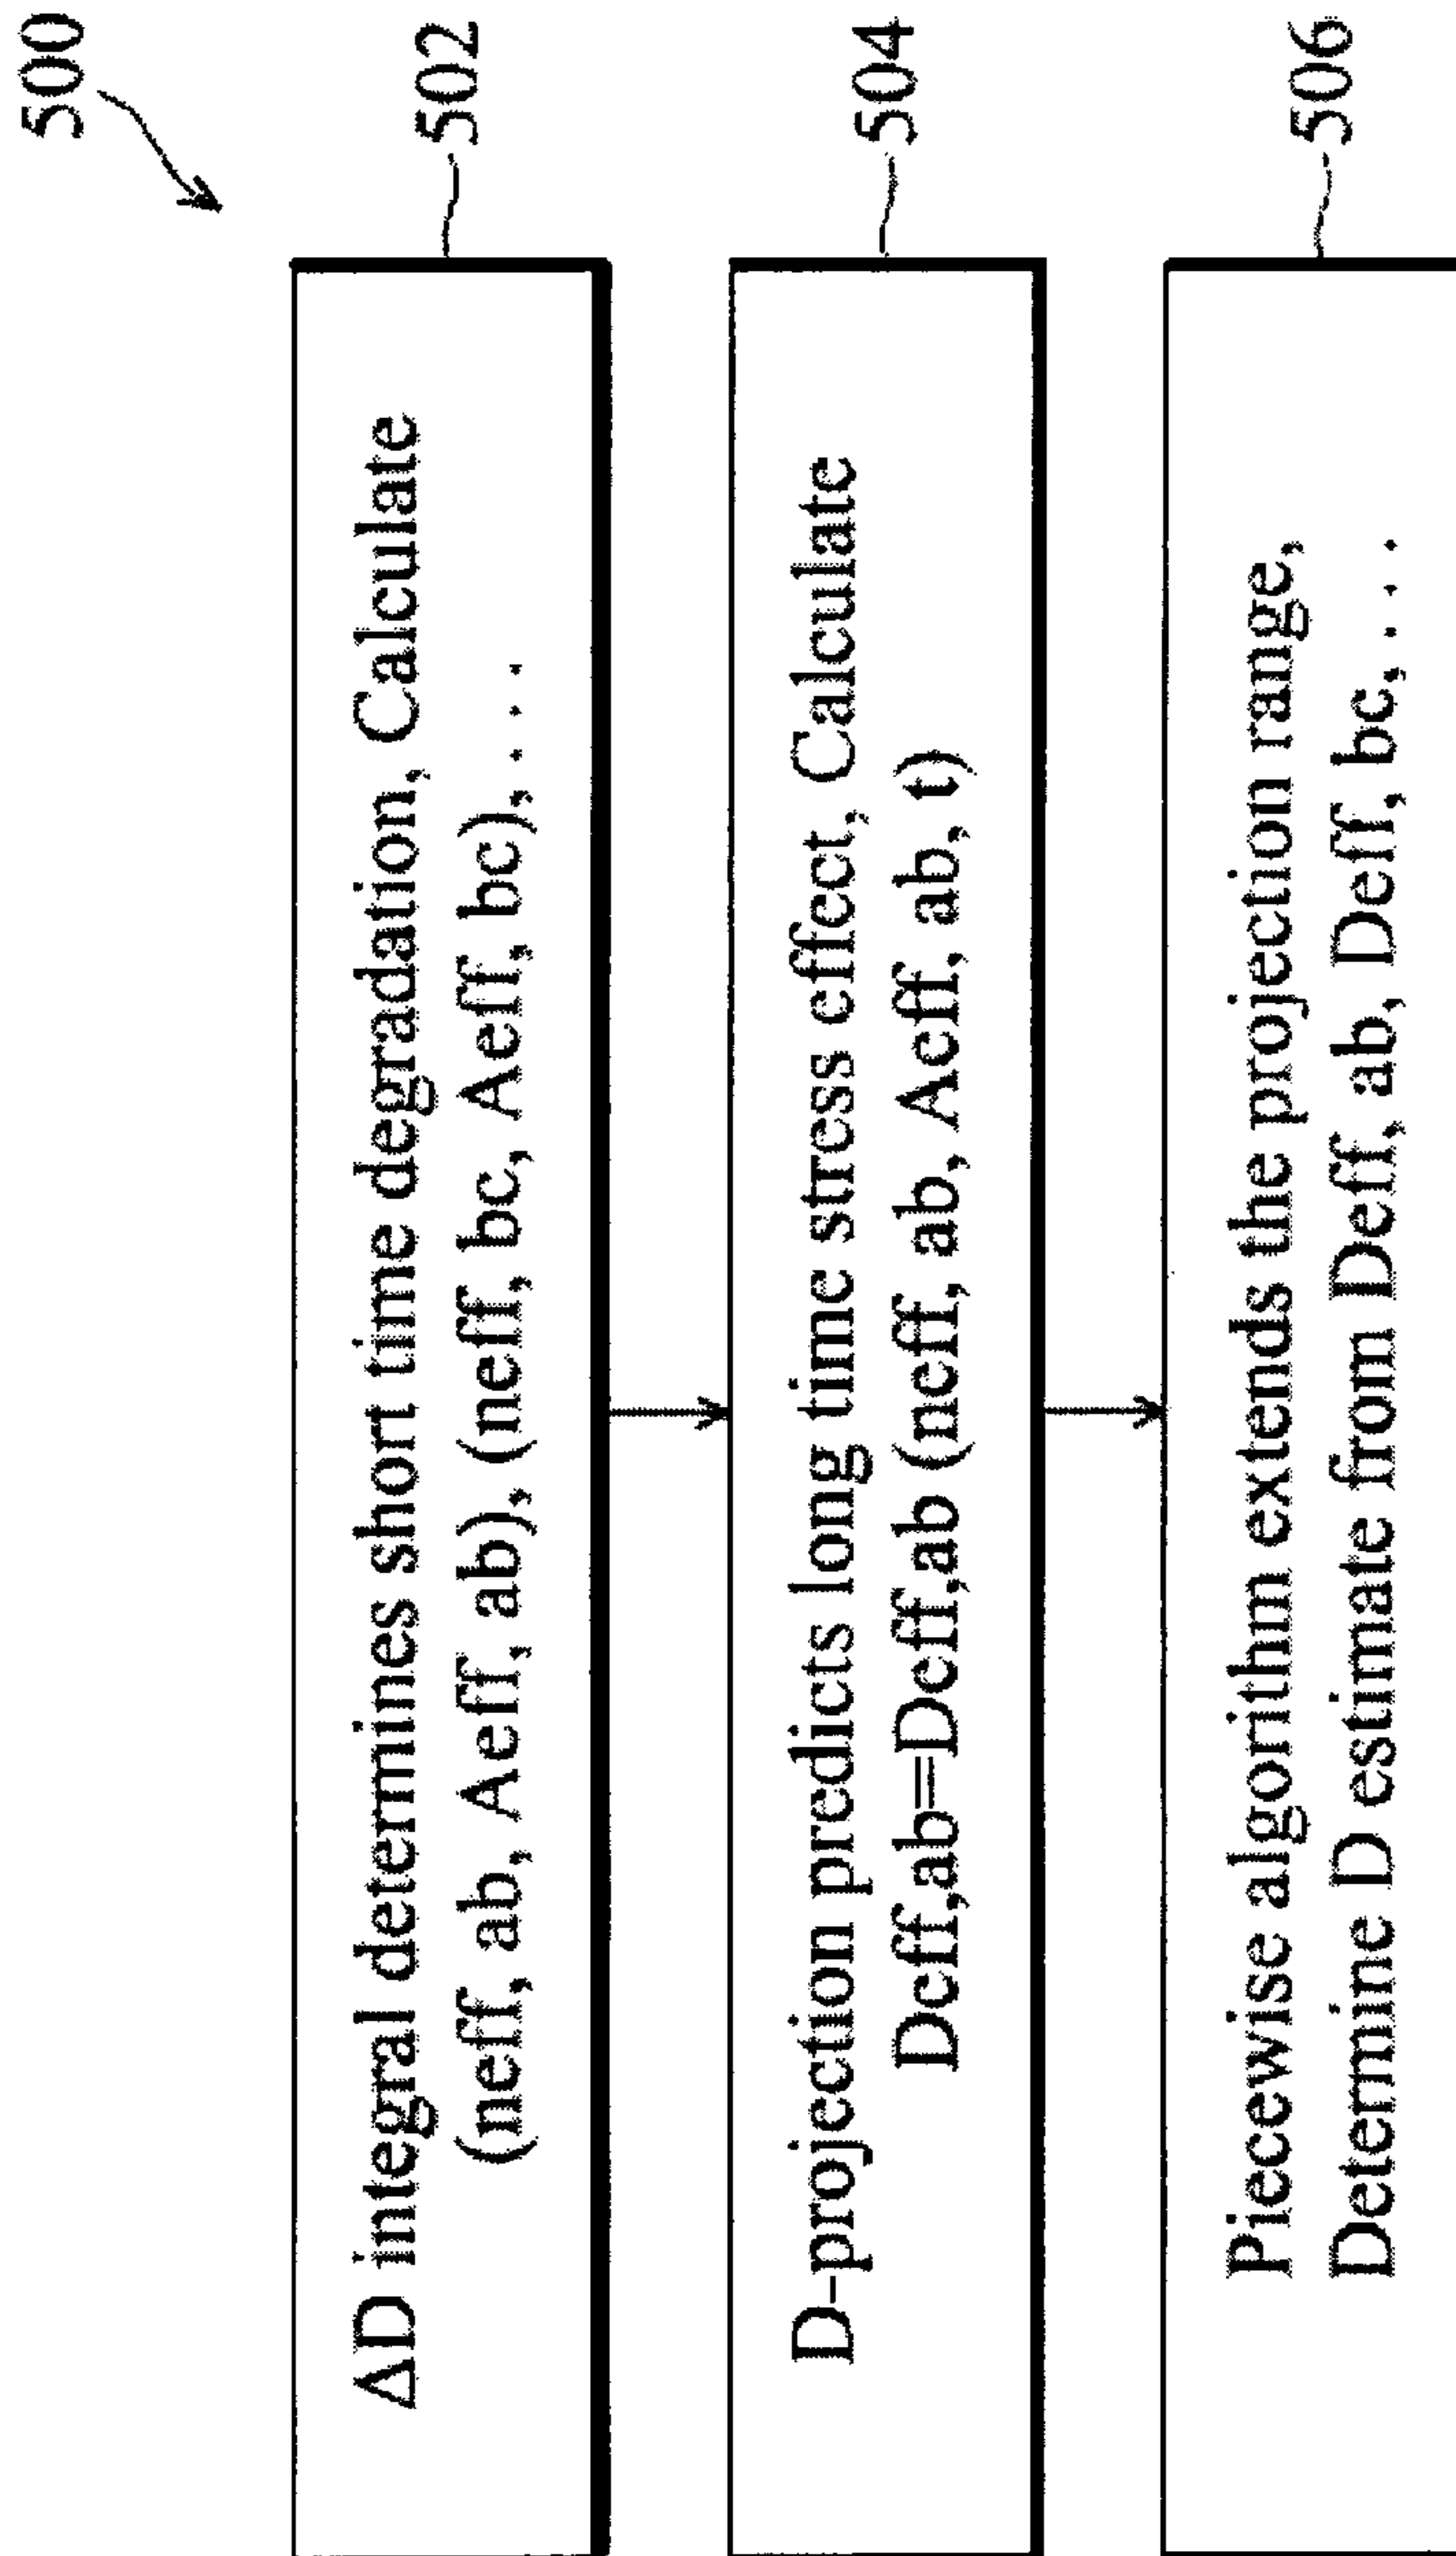 500
ΔD integral determines short time degradation, Calculate
(neff, ab, Aeff, ab), (neff, bc, Aeff, bc), . . .
502
D-projection predicts long time stress effect, Calculate
Deff,ab=Deff,ab (neff, ab, Aeff, ab, t)
504
Piecewise algorithm extends the projection range,
Determine D estimate from Deff, ab, Deff, bc, . . .
506